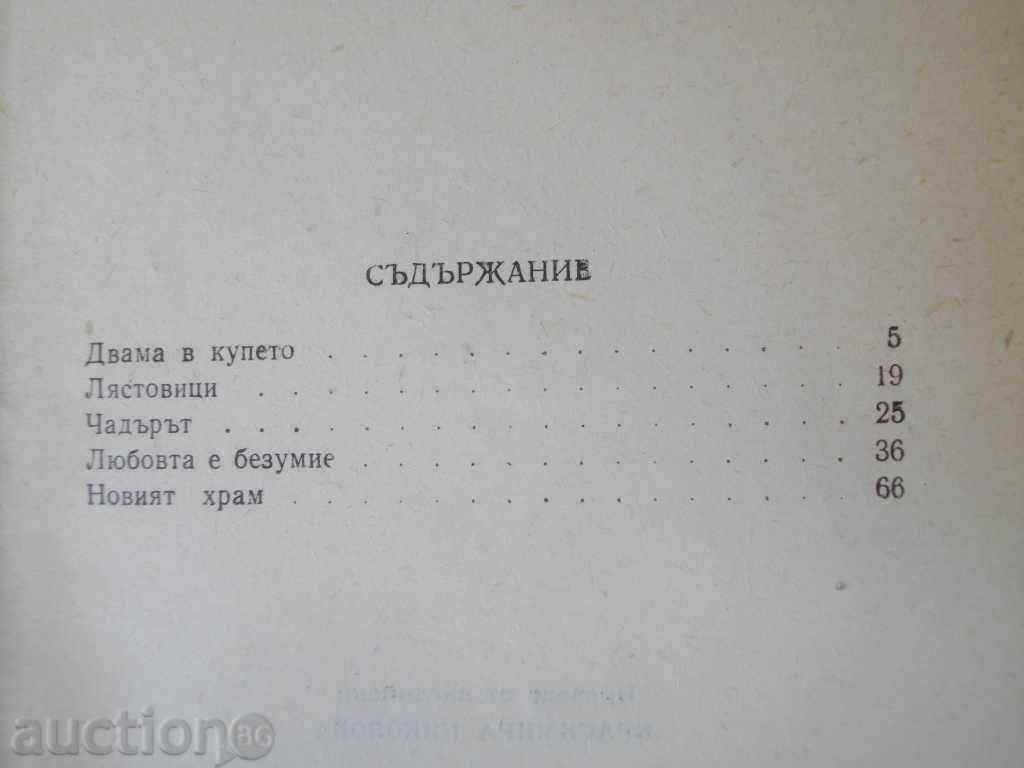 СЪДЪРЖАНИЕ
Двама в купето . . . . . . . . . . . . . . 5
Лястовици . . . . . . . . . . . . . . . . . 19
Чадърът . . . . . . . . . . . . . . . . . . 25
Любовта е безумие . . . . . . . . . . . . . . 36
Новият храм . . . . . . . . . . . . . . . . 66
auctionBG